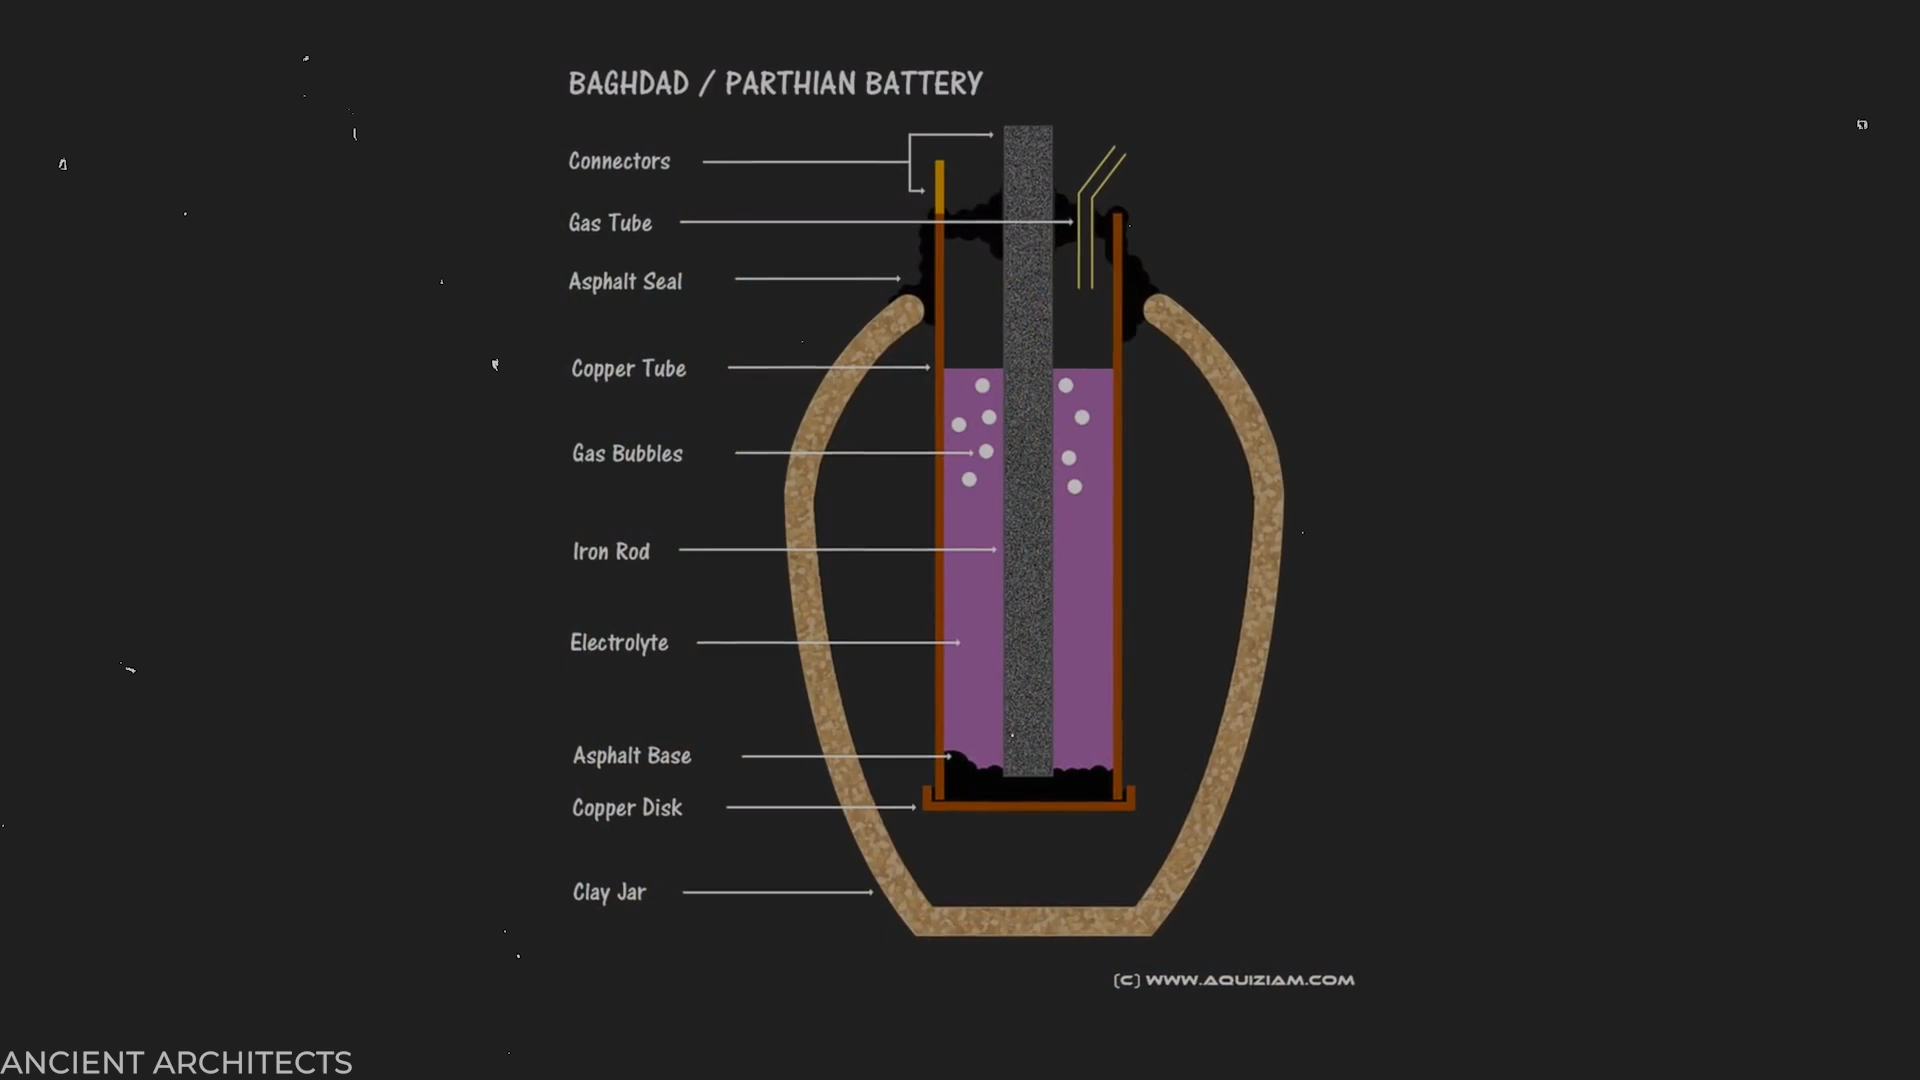 BAGHDAD / PARTHIAN BATTERY
Connectors
Gas Tube
Asphalt Seal
Copper Tube
Gas Bubbles
Iron Rod
Electrolyte
Asphalt Base
Copper Disk
Clay Jar
(C) WWW.AQUIZIAM.COM
ANCIENT ARCHITECTS